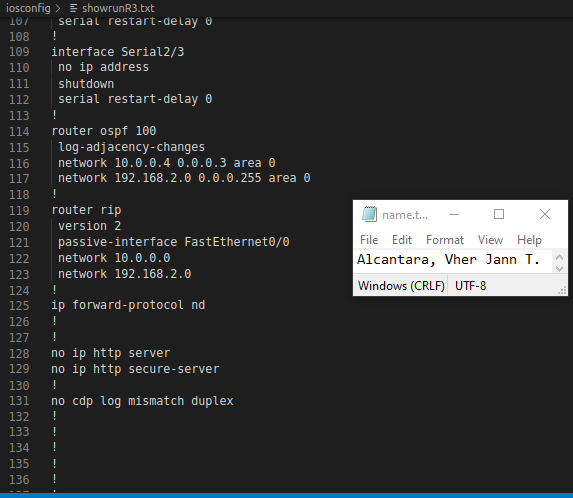 iosconfig > showrunR3.txt
107 serial restart-delay 0
108 !
109 interface Serial2/3
110 no ip address
111 shutdown
112 serial restart-delay 0
113 !
114 router ospf 100
115 log-adjacency-changes
116 network 10.0.0.4 0.0.0.3 area 0
117 network 192.168.2.0 0.0.0.255 area 0
118 !
119 router rip
120 version 2
121 passive-interface FastEthernet0/0
122 network 10.0.0.0
123 network 192.168.2.0
124 !
125 ip forward-protocol nd
126 !
127 !
128 no ip http server
129 no ip http secure-server
130 !
131 no cdp log mismatch duplex
132 !
133 !
134 !
135 !
136 !
name.t...
File Edit Format View Help
Alcantara, Vher Jann T.
Windows (CRLF) UTF-8